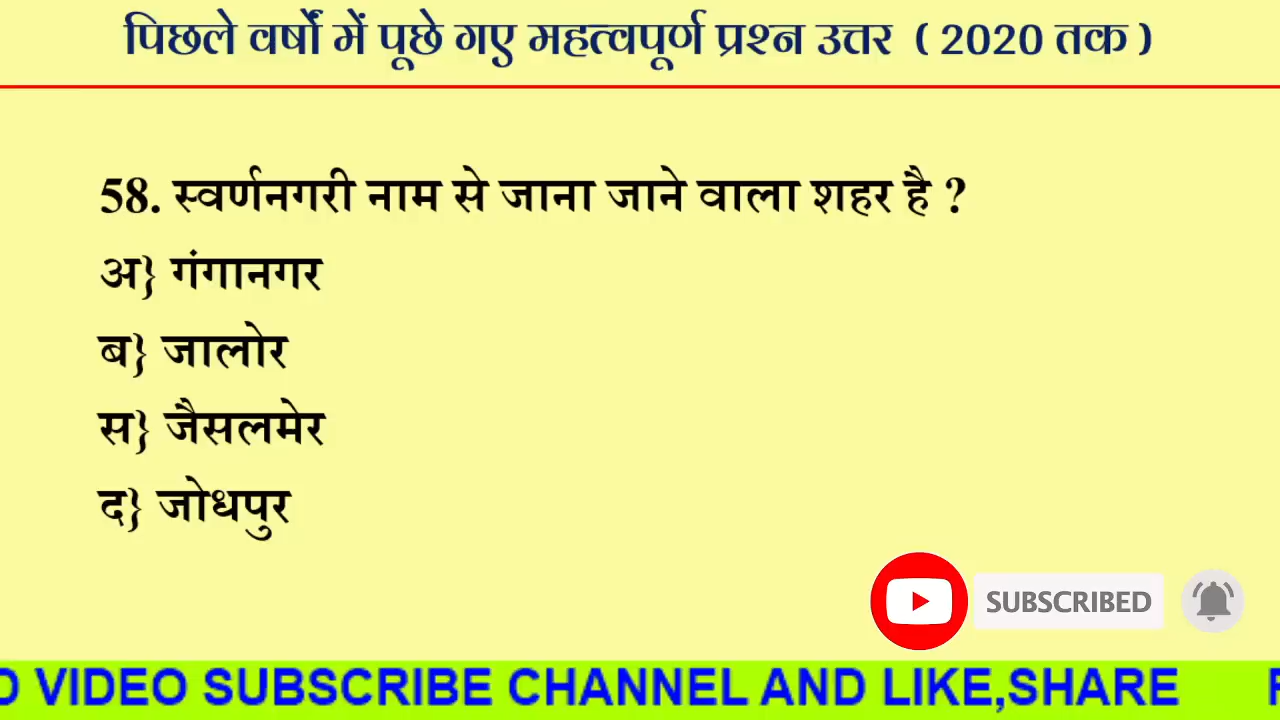 पिछले वर्षों में पूछे गए महत्वपूर्ण प्रश्न उत्तर ( 2020 तक )
58. स्वर्णनगरी नाम से जाना जाने वाला शहर है ?
अ} गंगानगर
ब} जालोर
स} जैसलमेर
द} जोधपुर
SUBSCRIBED
VIDEO SUBSCRIBE CHANNEL AND LIKE,SHARE